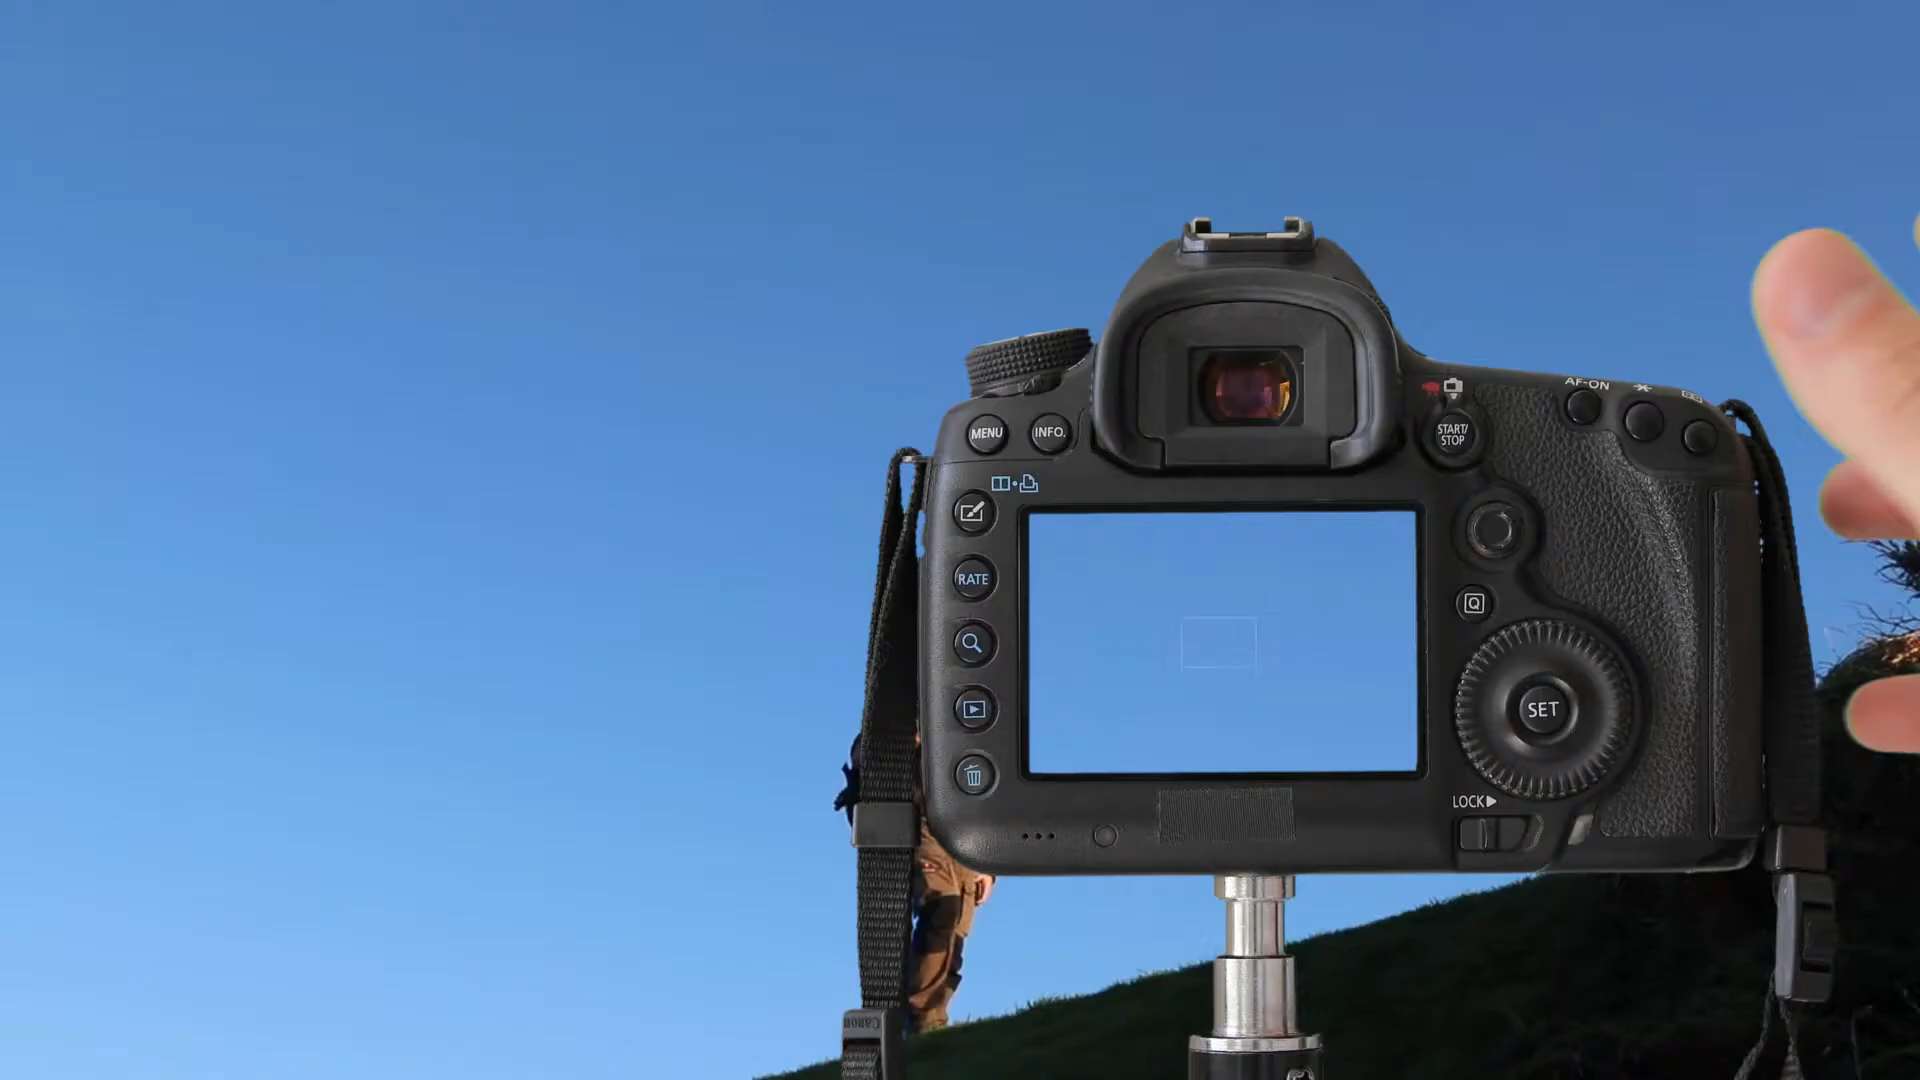 AF-ON
MENU
INFO.
START/
STOP
RATE
Q
SET
LOCK
Canon